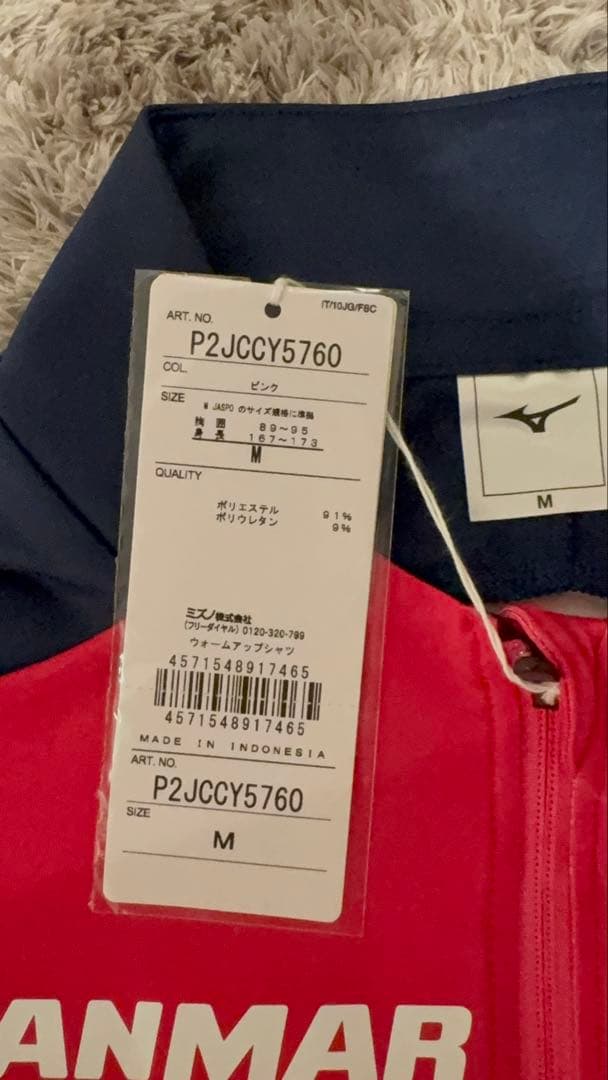 IT/10JG/FBC
ART. NO.
P2JCCY5760
COL.
ピンク
SIZE
M JASPO のサイズ規格に準拠
胸 囲 89~95
身 長 167~173
M
QUALITY
ポリエステル 91%
ポリウレタン 9%
ミズノ株式会社
(フリーダイヤル) 0120-320-799
ウォームアップシャツ
4571548917465
4571548917465
MADE IN INDONESIA
ART. NO.
P2JCCY5760
SIZE
M
M
ANMAR